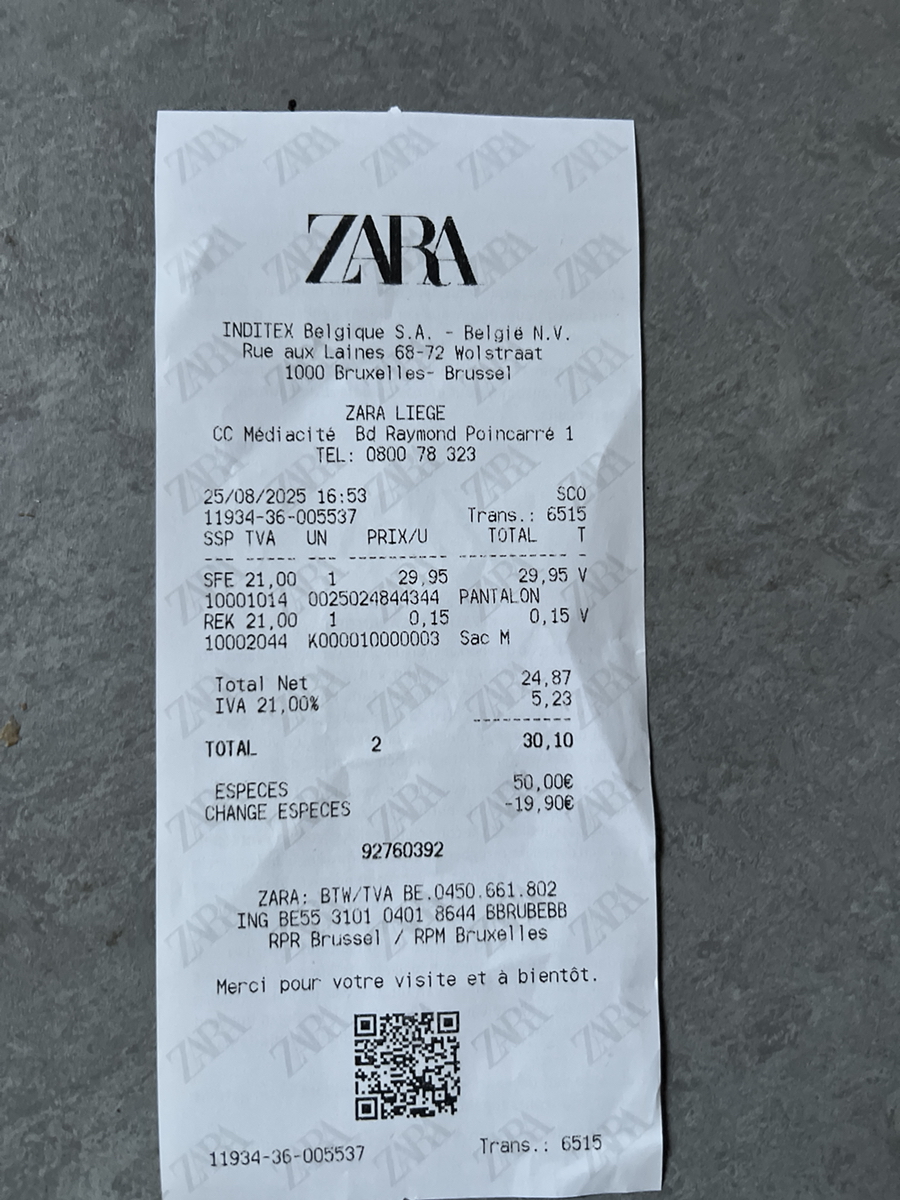 ZARA
INDITEX Belgique S.A. - België N.V.
Rue aux Laines 68-72 Wolstraat
1000 Bruxelles- Brussel
ZARA LIEGE
CC Médiacité Bd Raymond Poincarré 1
TEL: 0800 78 323
25/08/2025 16:53 SCO
11934-36-005537 Trans.: 6515
SSP TVA UN PRIX/U TOTAL T
SFE 21,00 1 29,95 29,95 V
10001014 0025024844344 PANTALON
REK 21,00 1 0,15 0,15 V
10002044 K000010000003 Sac M
Total Net 24,87
IVA 21,00% 5,23
TOTAL 2 30,10
ESPECES 50,00€
CHANGE ESPECES -19,90€
92760392
ZARA: BTW/TVA BE.0450.661.802
ING BE55 3101 0401 8644 BBRUBEBB
RPR Brussel / RPM Bruxelles
Merci pour votre visite et à bientôt.
11934-36-005537 Trans.: 6515